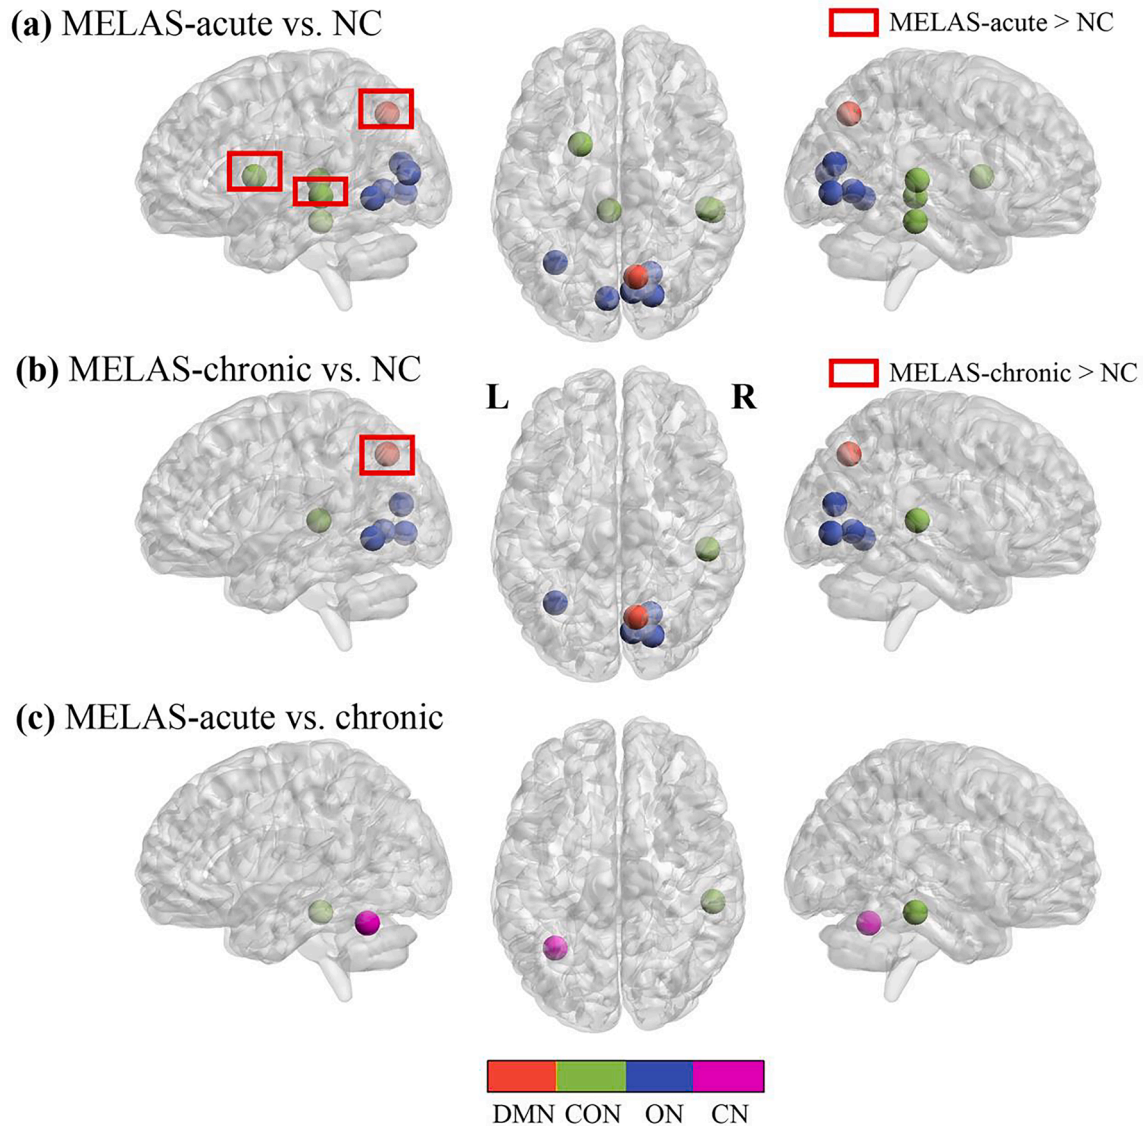 (a) MELAS-acute vs. NC
MELAS-acute > NC
(b) MELAS-chronic vs. NC
MELAS-chronic > NC
L
R
(c) MELAS-acute vs. chronic
DMN CON ON CN